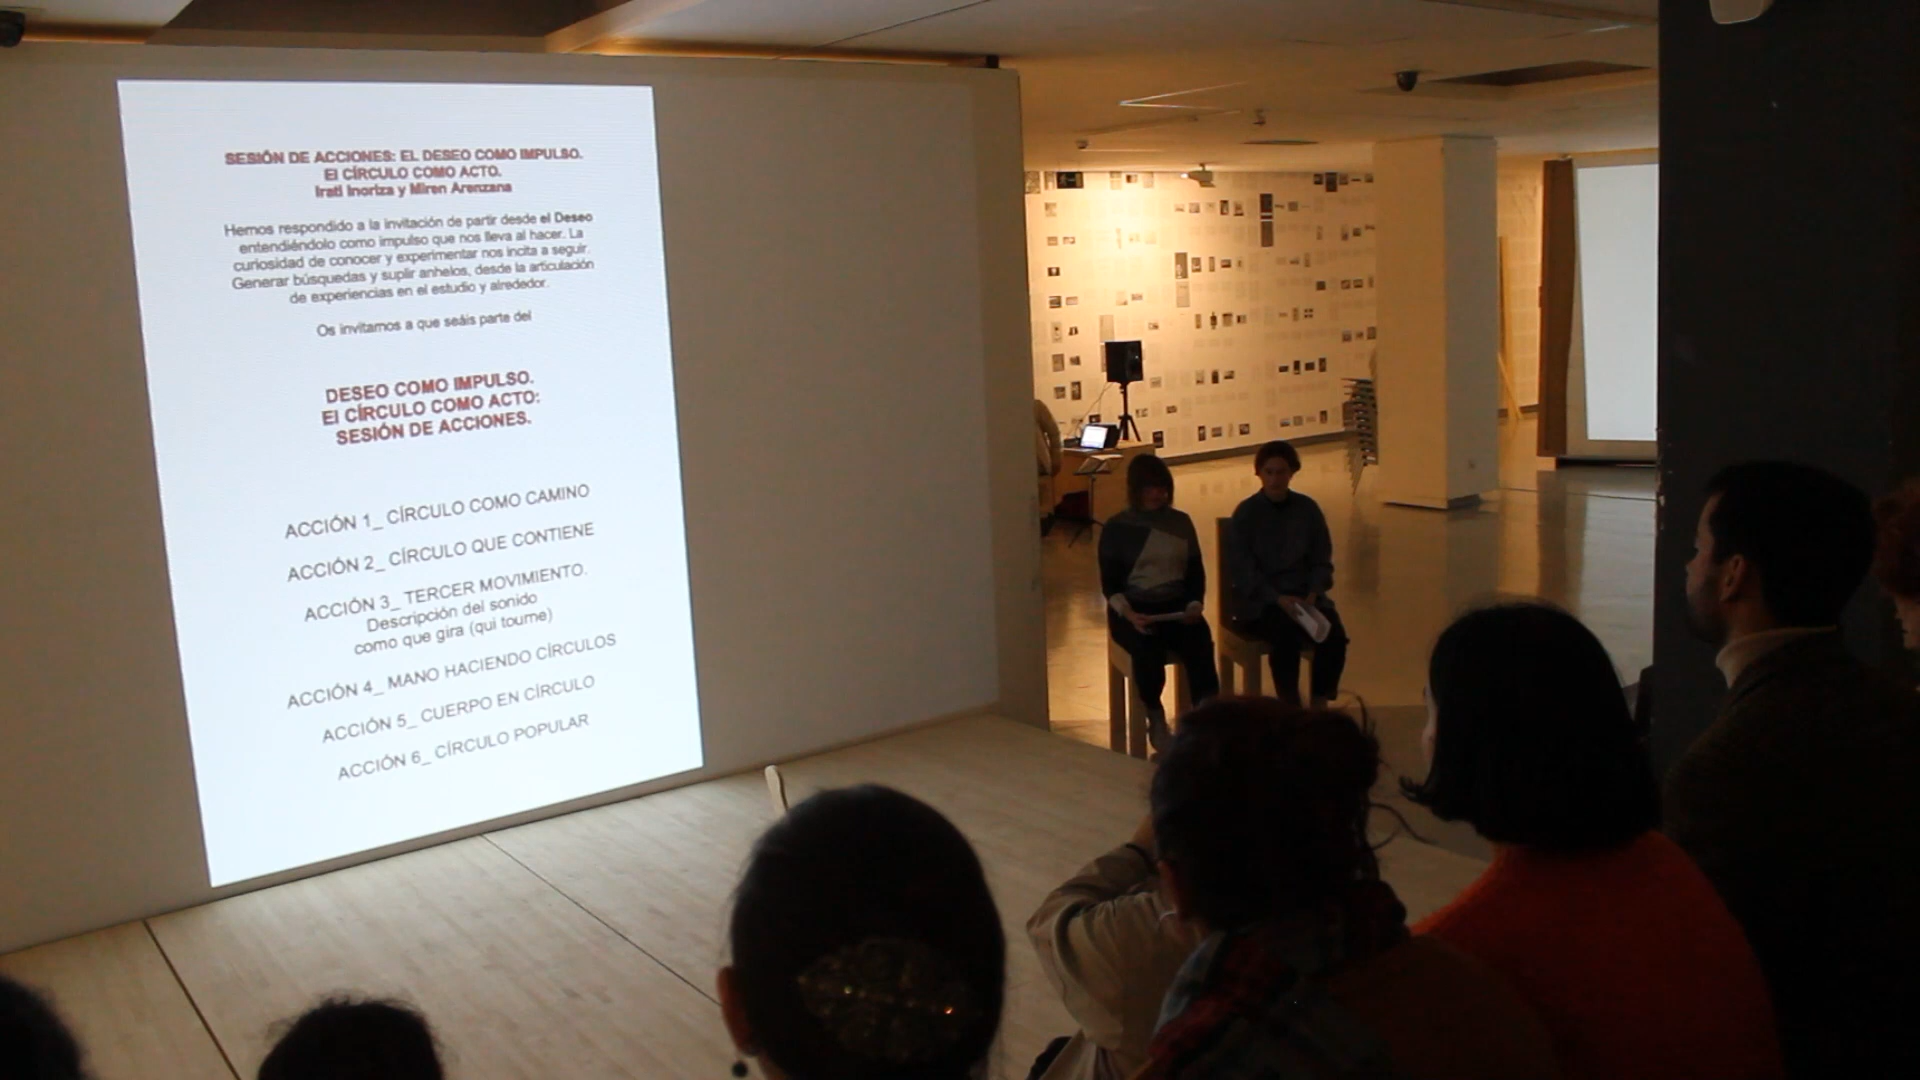 SESIÓN DE ACCIONES: EL DESEO COMO IMPULSO.
El CÍRCULO COMO ACTO.
Irati Inoriza y Miren Arenzana
Hemos respondido a la invitación de partir desde el Deseo
entendiéndolo como impulso que nos lleva al hacer. La
curiosidad de conocer y experimentar nos incita a seguir.
Generar búsquedas y suplir anhelos, desde la articulación
de experiencias en el estudio y alrededor.
Os invitamos a que seáis parte del
DESEO COMO IMPULSO.
El CÍRCULO COMO ACTO:
SESIÓN DE ACCIONES.
ACCIÓN 1_ CÍRCULO COMO CAMINO
ACCIÓN 2_ CÍRCULO QUE CONTIENE
ACCIÓN 3_ TERCER MOVIMIENTO.
Descripción del sonido
como que gira (qui tourne)
ACCIÓN 4_ MANO HACIENDO CÍRCULOS
ACCIÓN 5_ CUERPO EN CÍRCULO
ACCIÓN 6_ CÍRCULO POPULAR